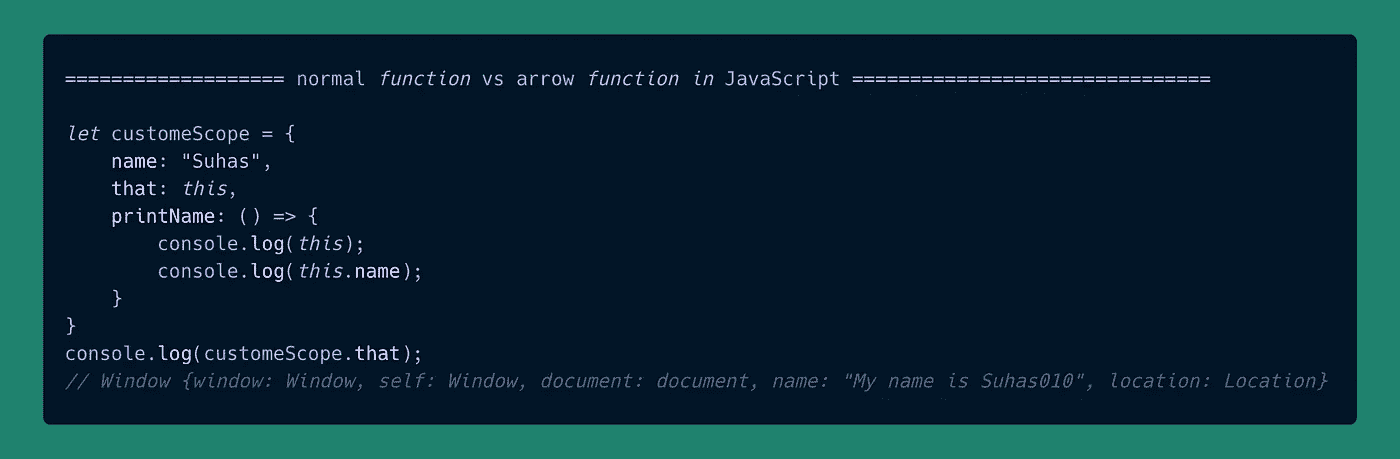 =================== normal function vs arrow function in JavaScript ===============================
let customeScope = {
    name: "Suhas",
    that: this,
    printName: () => {
        console.log(this);
        console.log(this.name);
    }
}
console.log(customeScope.that);
// Window {window: Window, self: Window, document: document, name: "My name is Suhas010", location: Location}